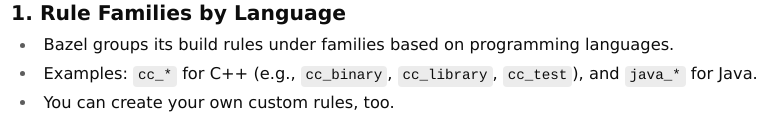 1. Rule Families by Language
• Bazel groups its build rules under families based on programming languages.
• Examples: cc_* for C++ (e.g., cc_binary, cc_library, cc_test), and java_* for Java.
• You can create your own custom rules, too.